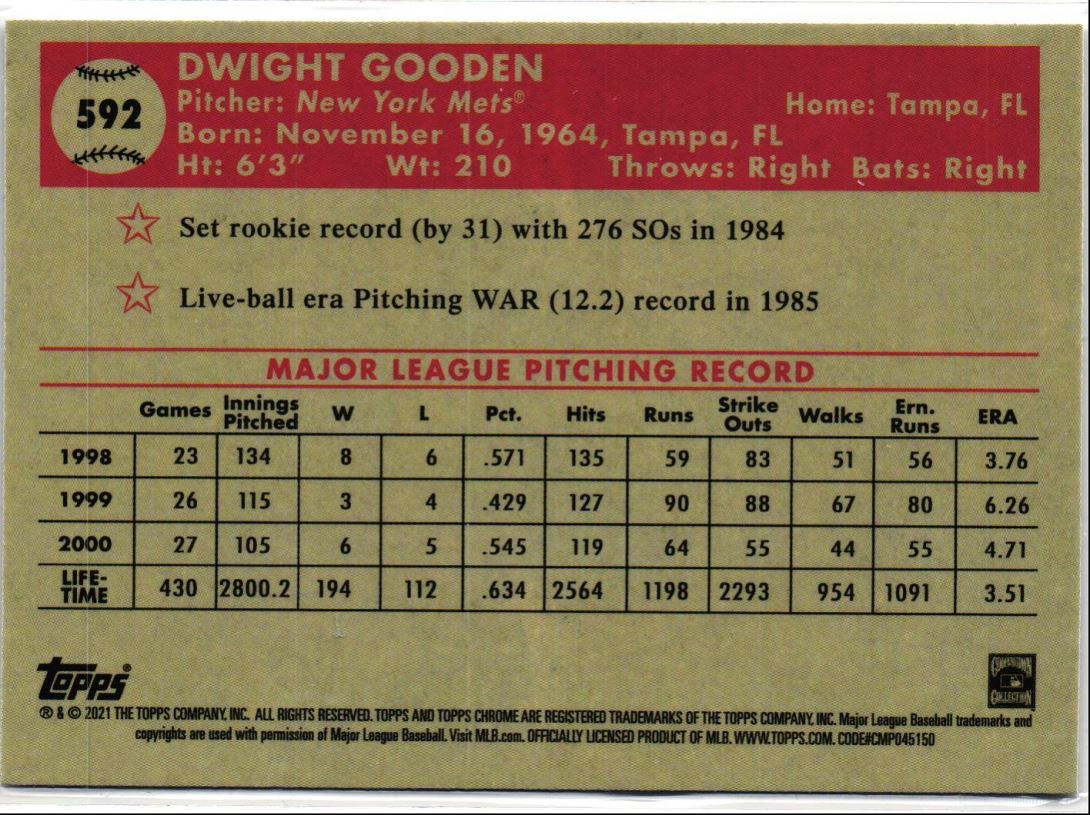 592
DWIGHT GOODEN
Pitcher: New York Mets® Home: Tampa, FL
Born: November 16, 1964, Tampa, FL
Ht: 6'3" Wt: 210 Throws: Right Bats: Right
Set rookie record (by 31) with 276 SOs in 1984
Live-ball era Pitching WAR (12.2) record in 1985
MAJOR LEAGUE PITCHING RECORD
Games Innings Pitched W L Pct. Hits Runs Strike Outs Walks Ern. Runs ERA
1998 23 134 8 6 .571 135 59 83 51 56 3.76
1999 26 115 3 4 .429 127 90 88 67 80 6.26
2000 27 105 6 5 .545 119 64 55 44 55 4.71
LIFE-TIME 430 2800.2 194 112 .634 2564 1198 2293 954 1091 3.51
Topps®
COOPERSTOWN COLLECTION
® & © 2021 THE TOPPS COMPANY, INC. ALL RIGHTS RESERVED. TOPPS AND TOPPS CHROME ARE REGISTERED TRADEMARKS OF THE TOPPS COMPANY, INC. Major League Baseball trademarks and
copyrights are used with permission of Major League Baseball. Visit MLB.com. OFFICIALLY LICENSED PRODUCT OF MLB. WWW.TOPPS.COM. CODE#CMP045150